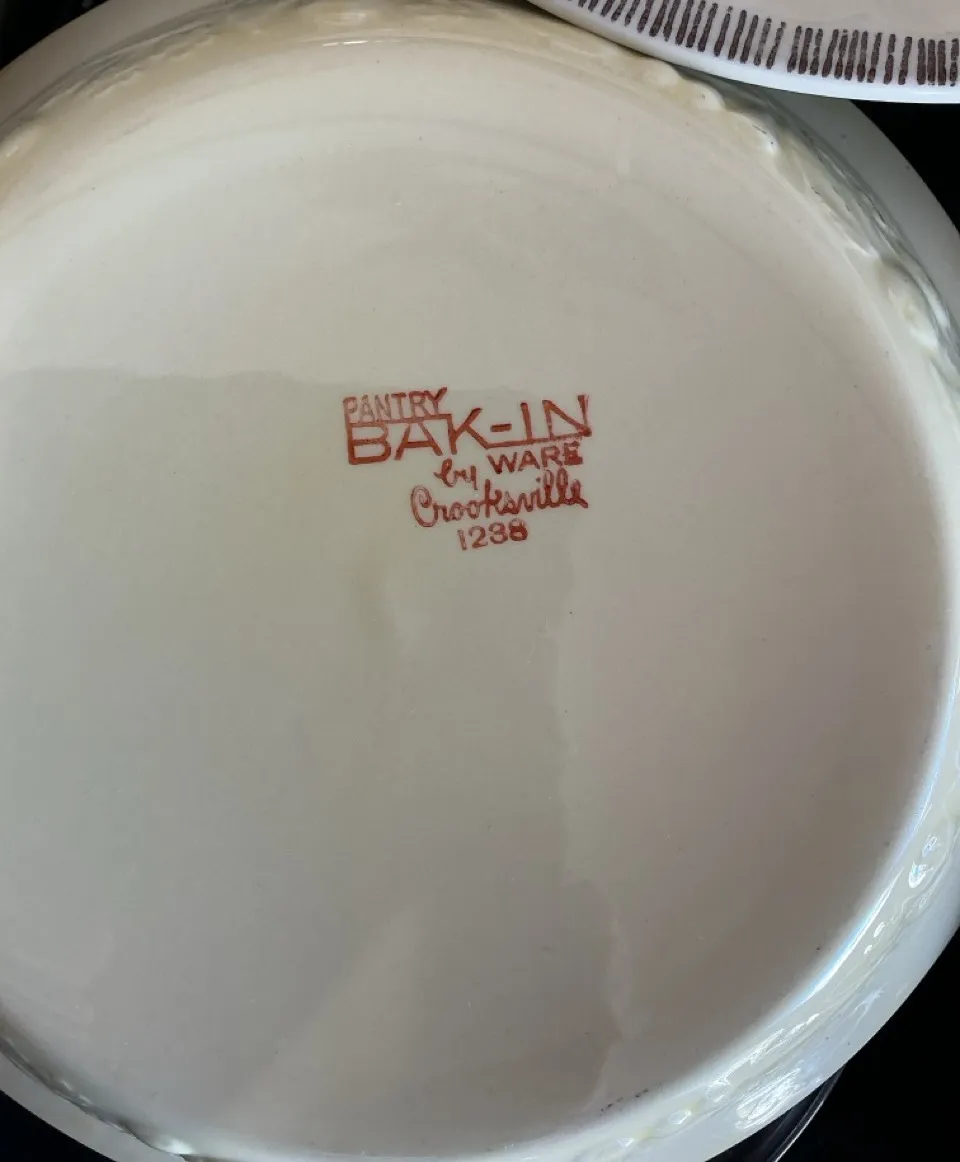 PANTRY
BAK-IN
WARE
by
Crooksville
1238